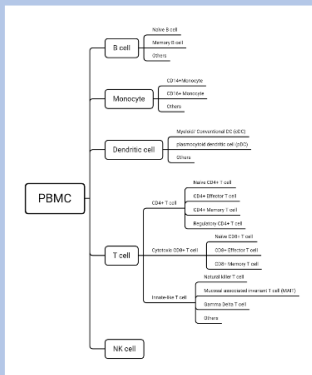 Naive B cell
B cell
Memory B cell
Others
CD14+Monocyte
Monocyte
CD16+ Monocyte
Others
Myeloid/ Conventional DC (cDC)
Dendritic cell
plasmacytoid dendritic cell (pDC)
Others
PBMC
Naive CD4+ T cell
CD4+ Effector T cell
CD4+ T cell
CD4+ Memory T cell
Regulatory CD4+ T cell
T cell
Naive CD8+ T cell
Cytotoxic CD8+ T cell
CD8+ Effector T cell
CD8+ Memory T cell
Natural killer T cell
Mucosal associated invariant T cell (MAIT)
Innate-like T cell
Gamma Delta T cell
Others
NK cell